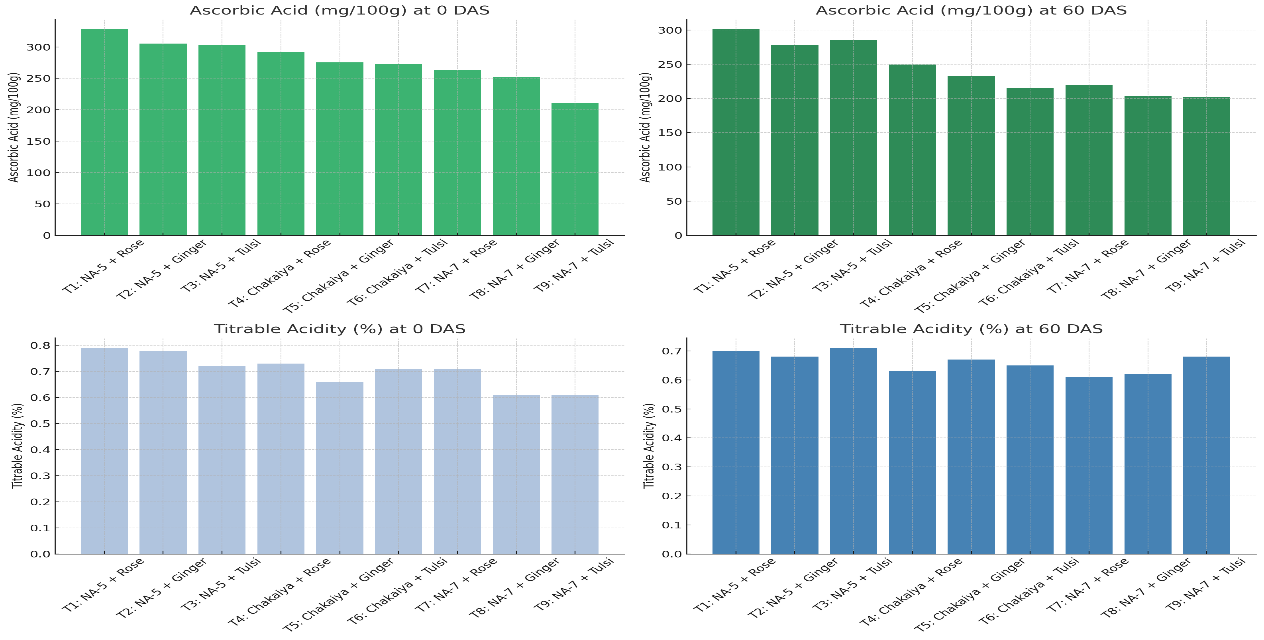 Ascorbic Acid (mg/100g) at 0 DAS
Ascorbic Acid (mg/100g)
300
250
200
150
100
50
0
T1: NA-5 + Rose
T2: NA-5 + Ginger
T3: NA-5 + Tulsi
T4: Chakaiya + Rose
T5: Chakaiya + Ginger
T6: Chakaiya + Tulsi
T7: NA-7 + Rose
T8: NA-7 + Ginger
T9: NA-7 + Tulsi
Ascorbic Acid (mg/100g) at 60 DAS
Ascorbic Acid (mg/100g)
300
250
200
150
100
50
0
T1: NA-5 + Rose
T2: NA-5 + Ginger
T3: NA-5 + Tulsi
T4: Chakaiya + Rose
T5: Chakaiya + Ginger
T6: Chakaiya + Tulsi
T7: NA-7 + Rose
T8: NA-7 + Ginger
T9: NA-7 + Tulsi
Titrable Acidity (%) at 0 DAS
Titrable Acidity (%)
0.8
0.7
0.6
0.5
0.4
0.3
0.2
0.1
0.0
T1: NA-5 + Rose
T2: NA-5 + Ginger
T3: NA-5 + Tulsi
T4: Chakaiya + Rose
T5: Chakaiya + Ginger
T6: Chakaiya + Tulsi
T7: NA-7 + Rose
T8: NA-7 + Ginger
T9: NA-7 + Tulsi
Titrable Acidity (%) at 60 DAS
Titrable Acidity (%)
0.7
0.6
0.5
0.4
0.3
0.2
0.1
0.0
T1: NA-5 + Rose
T2: NA-5 + Ginger
T3: NA-5 + Tulsi
T4: Chakaiya + Rose
T5: Chakaiya + Ginger
T6: Chakaiya + Tulsi
T7: NA-7 + Rose
T8: NA-7 + Ginger
T9: NA-7 + Tulsi